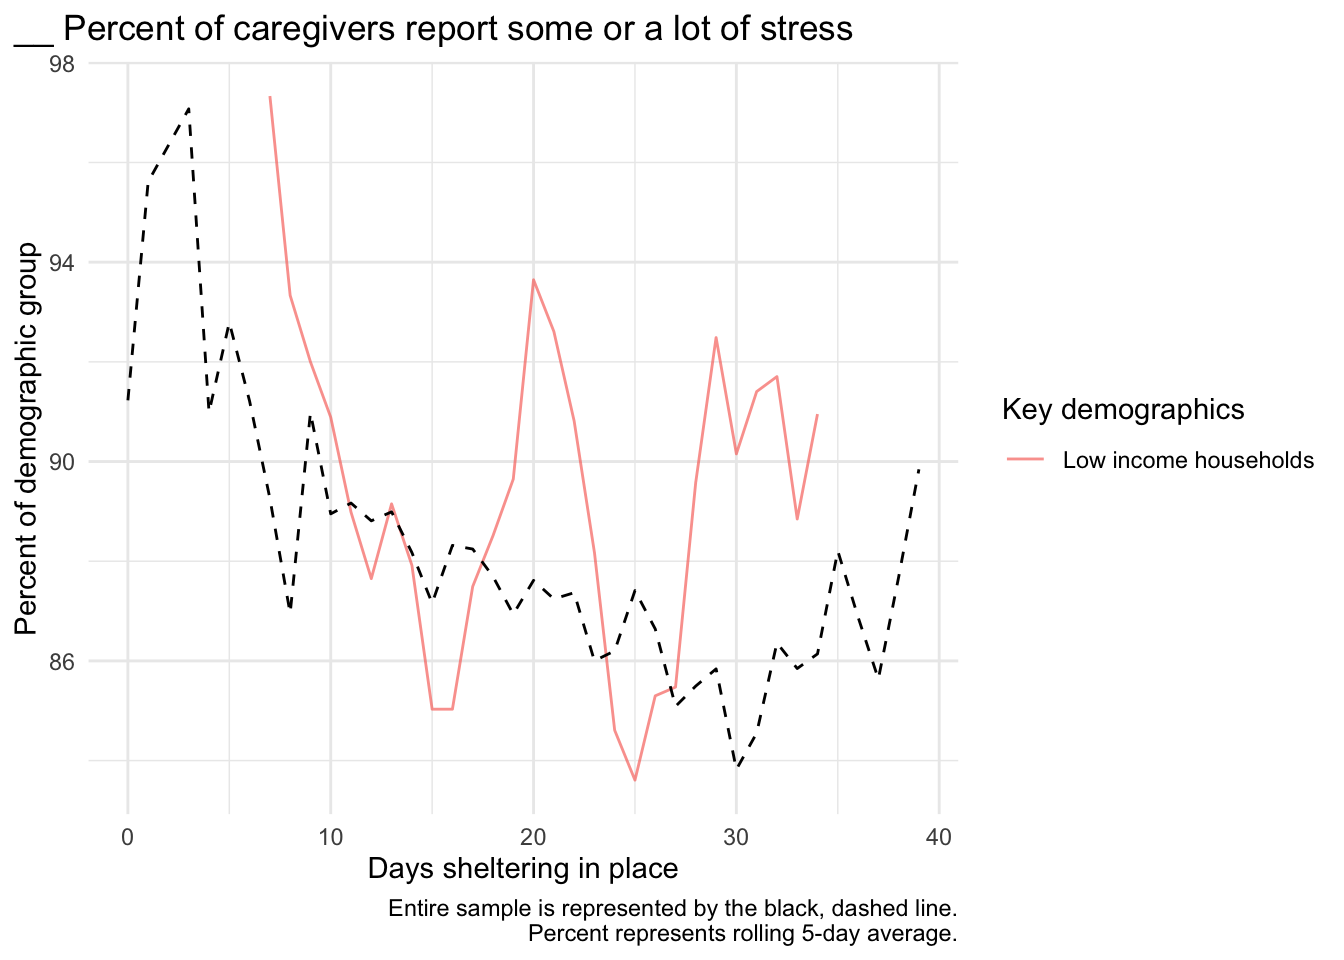 __ Percent of caregivers report some or a lot of stress
98
94
90
86
Percent of demographic group
0 10 20 30 40
Days sheltering in place
Key demographics
Low income households
Entire sample is represented by the black, dashed line.
Percent represents rolling 5-day average.